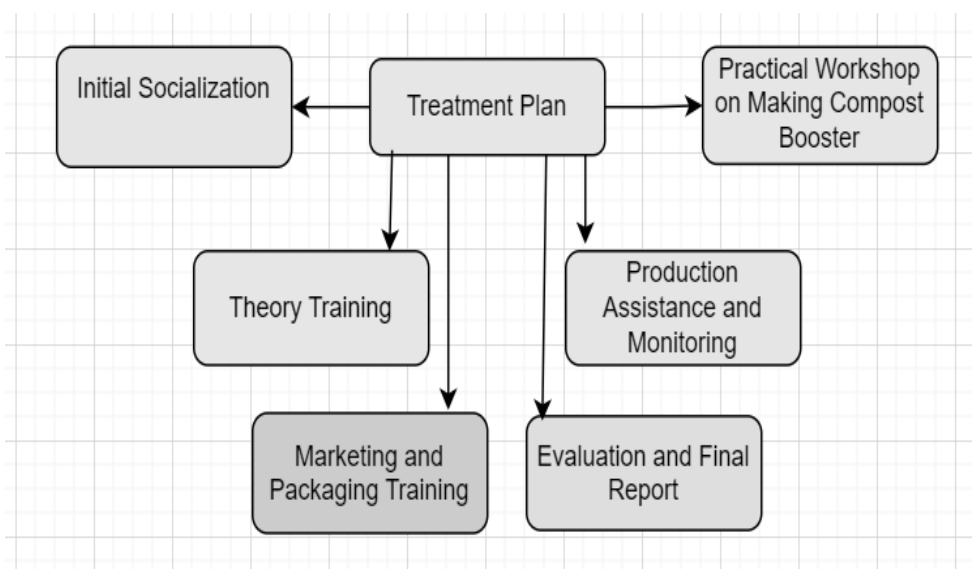 Initial Socialization
Treatment Plan
Practical Workshop
on Making Compost
Booster
Theory Training
Production
Assistance and
Monitoring
Marketing and
Packaging Training
Evaluation and Final
Report